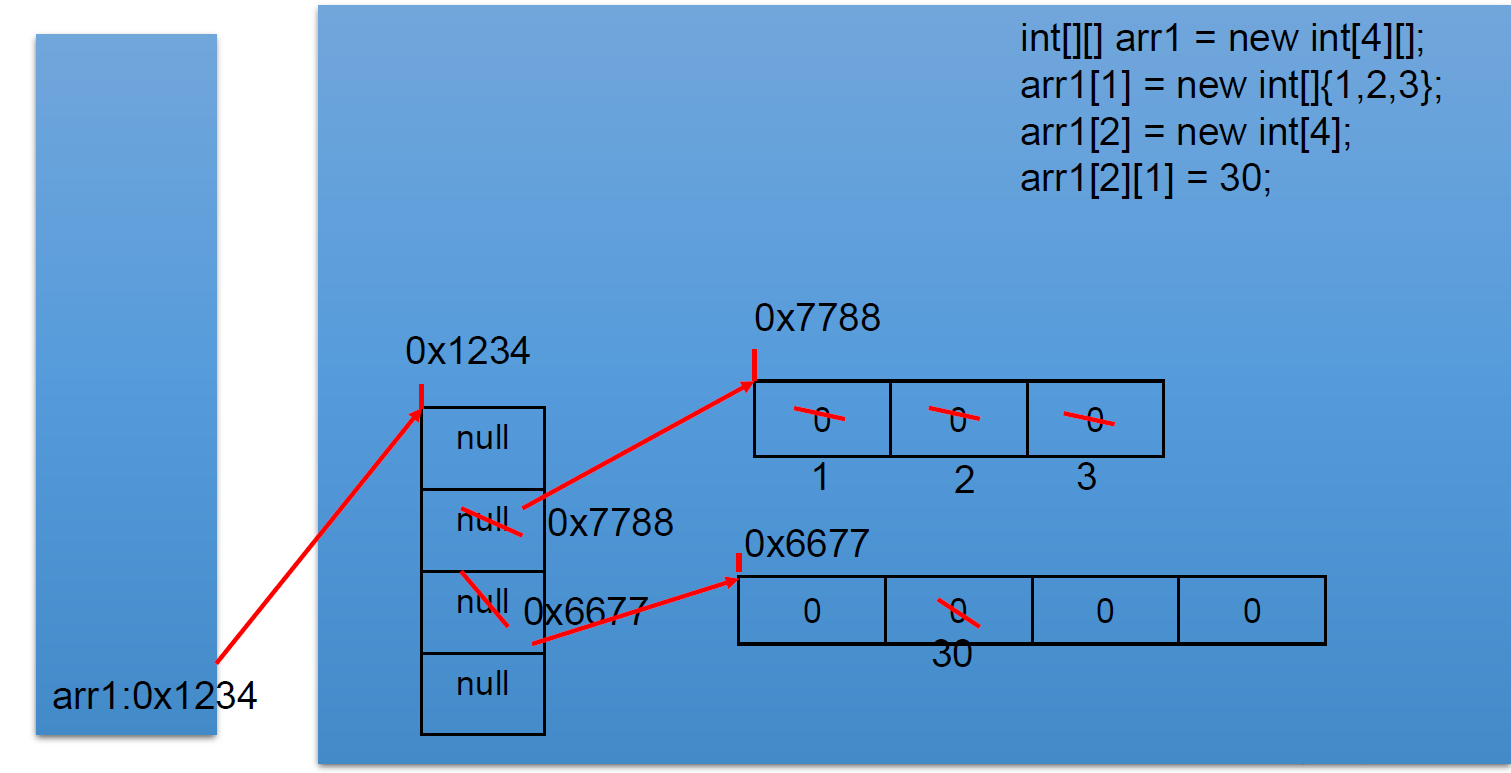 int[][] arr1 = new int[4][];
arr1[1] = new int[]{1,2,3};
arr1[2] = new int[4];
arr1[2][1] = 30;
0x7788
0x1234
0 0 0
1 2 3
null
null 0x7788
0x6677
null 0x6677
0 0 0 0
30
null
arr1:0x1234